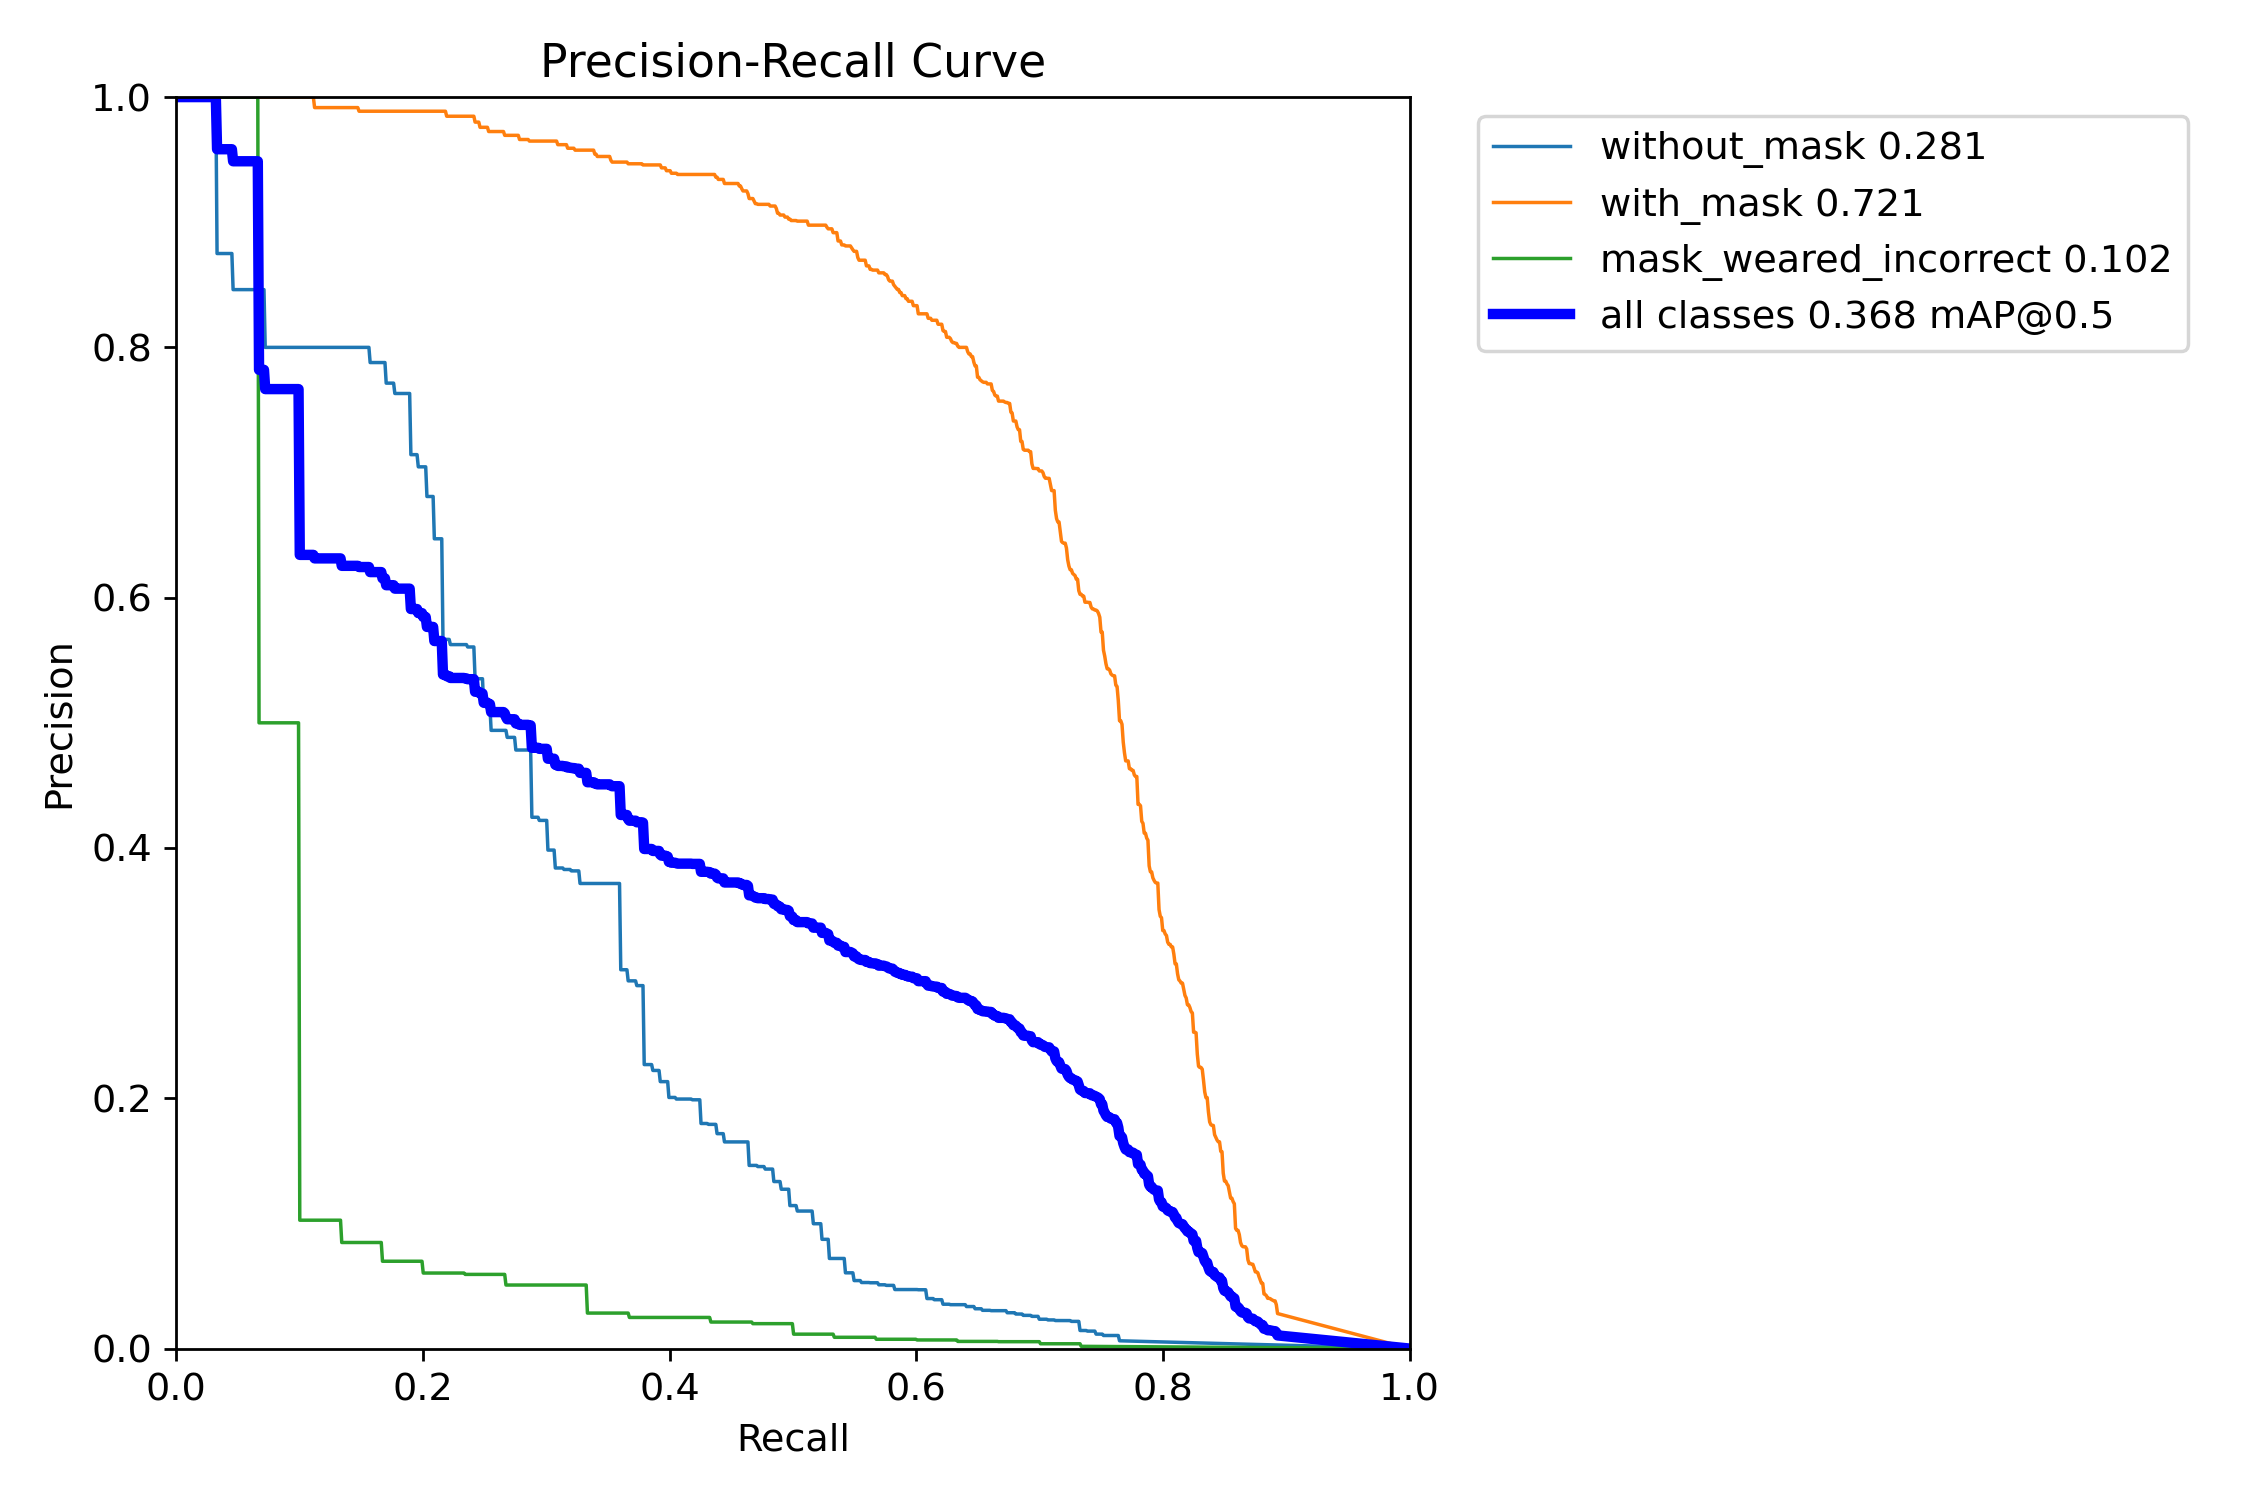 Precision-Recall Curve
without_mask 0.281
with_mask 0.721
mask_weared_incorrect 0.102
all classes 0.368 mAP@0.5
Precision
1.0
0.8
0.6
0.4
0.2
0.0
0.0 0.2 0.4 0.6 0.8 1.0
Recall